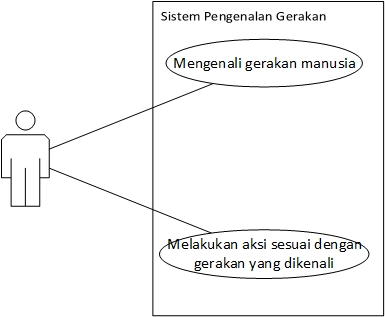 Sistem Pengenalan Gerakan
Mengenali gerakan manusia
Melakukan aksi sesuai dengan
gerakan yang dikenali